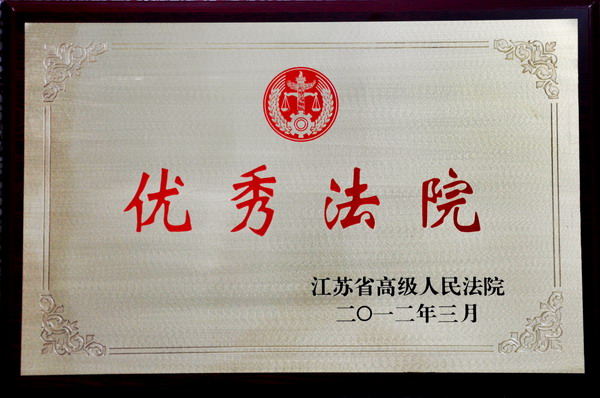 优秀法院
江苏省高级人民法院
二〇一二年三月